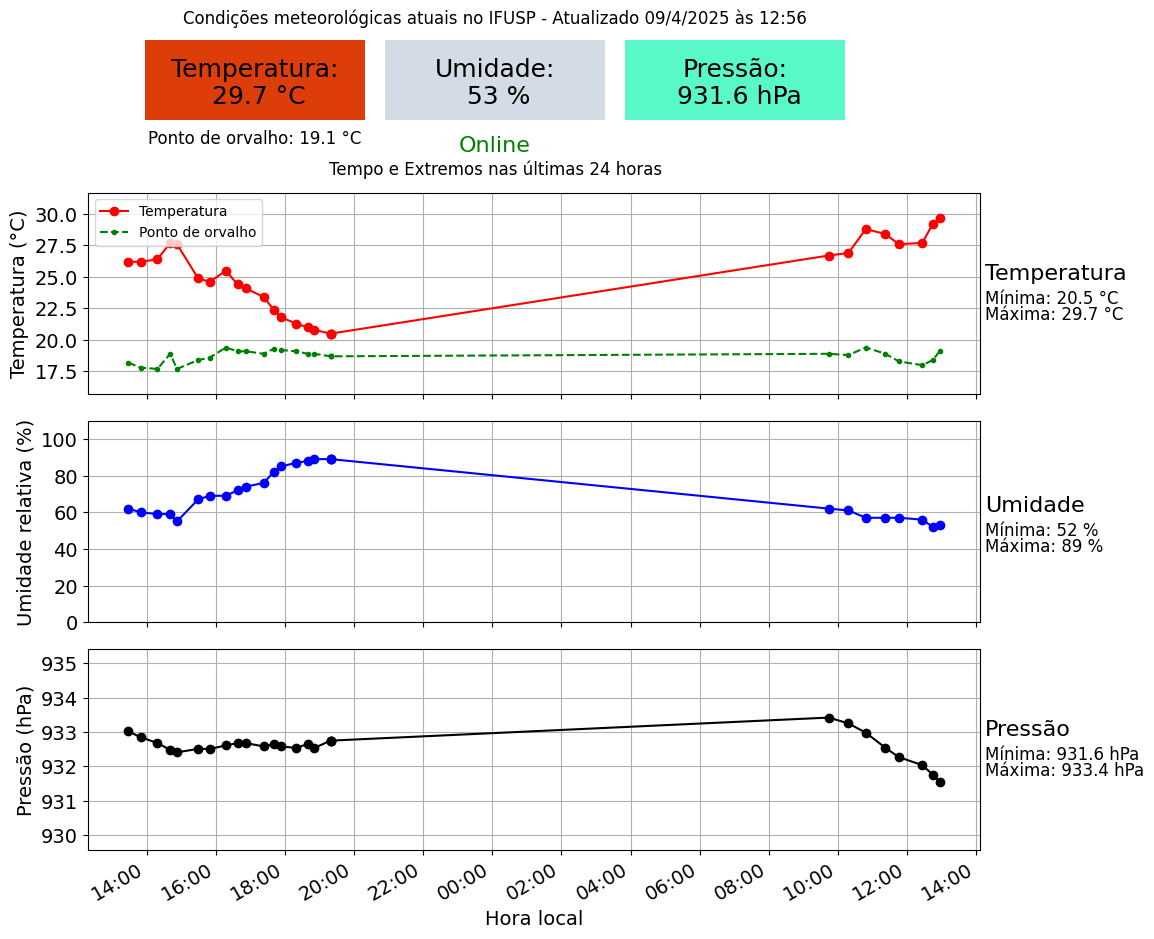 Condições meteorológicas atuais no IFUSP - Atualizado 09/4/2025 às 12:56
Temperatura:
29.7 °C
Umidade:
53 %
Pressão:
931.6 hPa
Ponto de orvalho: 19.1 °C
Online
Tempo e Extremos nas últimas 24 horas
Temperatura (°C)
30.0
27.5
25.0
22.5
20.0
17.5
Temperatura
Ponto de orvalho
Temperatura
Mínima: 20.5 °C
Máxima: 29.7 °C
Umidade relativa (%)
100
80
60
40
20
0
Umidade
Mínima: 52 %
Máxima: 89 %
Pressão (hPa)
935
934
933
932
931
930
Pressão
Mínima: 931.6 hPa
Máxima: 933.4 hPa
14:00
16:00
18:00
20:00
22:00
00:00
02:00
04:00
06:00
08:00
10:00
12:00
14:00
Hora local